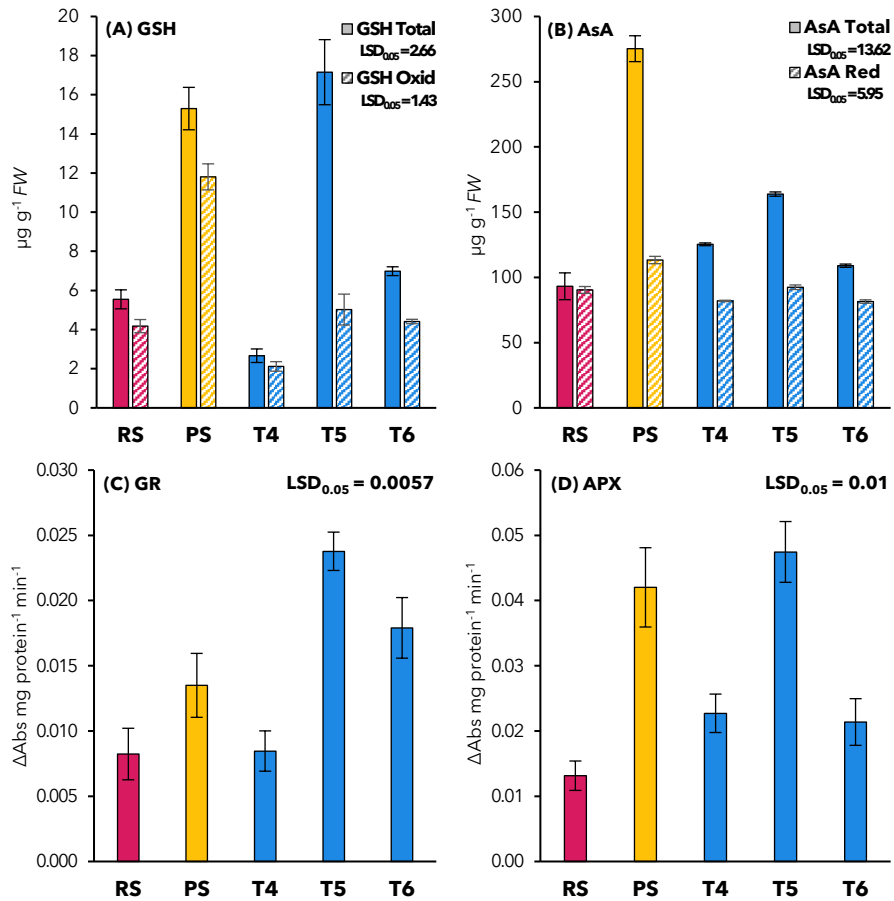 (A) GSH
GSH Total
LSD0.05 =2.66
GSH Oxid
LSD0.05 =1.43
µg g-1 FW
20
18
16
14
12
10
8
6
4
2
0
RS PS T4 T5 T6
(B) AsA
AsA Total
LSD0.05 =13.62
AsA Red
LSD0.05 =5.95
µg g-1 FW
300
250
200
150
100
50
0
RS PS T4 T5 T6
(C) GR
LSD0.05 = 0.0057
ΔAbs mg protein-1 min-1
0.030
0.025
0.020
0.015
0.010
0.005
0.000
RS PS T4 T5 T6
(D) APX
LSD0.05 = 0.01
ΔAbs mg protein-1 min-1
0.06
0.05
0.04
0.03
0.02
0.01
0.00
RS PS T4 T5 T6